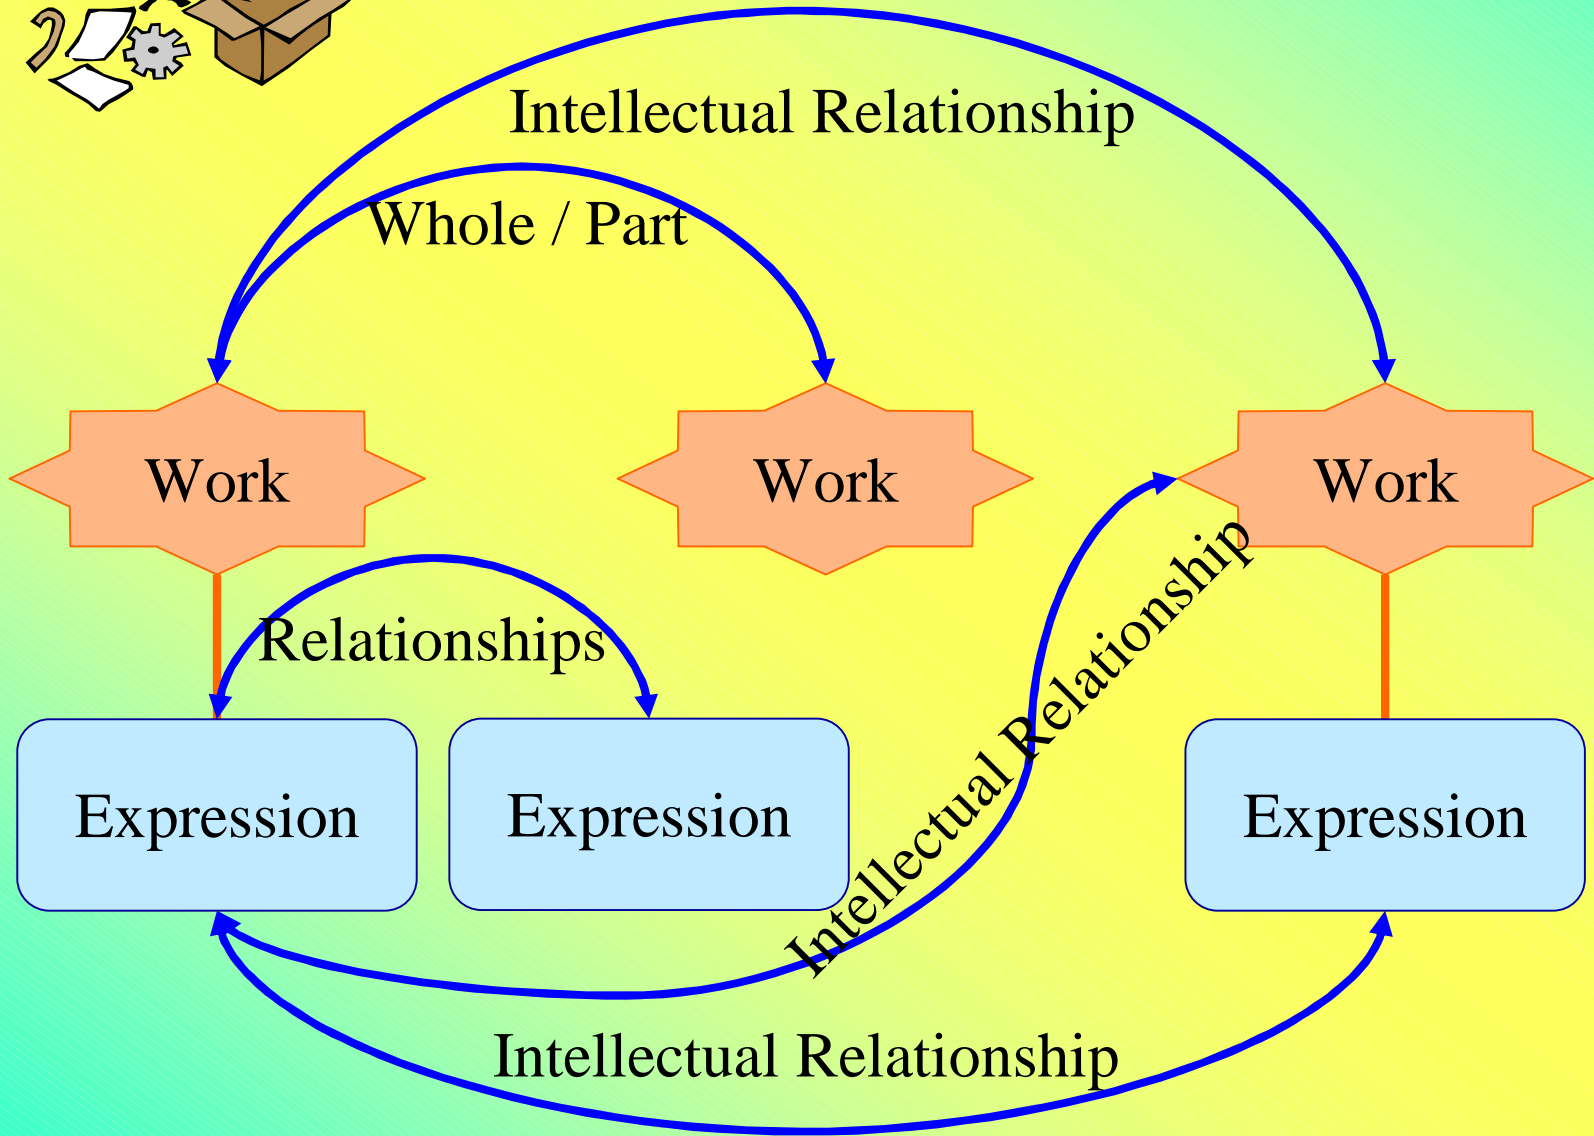 Intellectual Relationship
Whole / Part
Work
Work
Work
Relationships
Intellectual Relationship
Expression
Expression
Expression
Intellectual Relationship